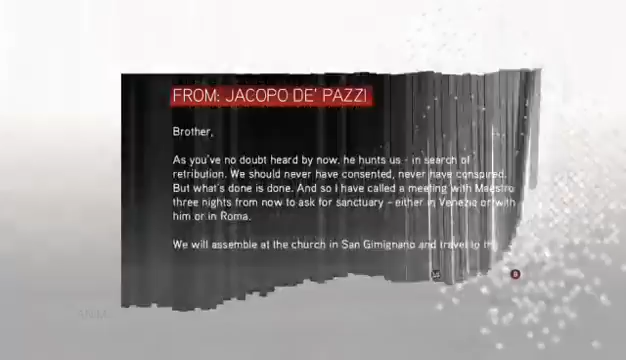 FROM: JACOPO DE' PAZZI
Brother,
As you've no doubt heard by now, he hunts us - in search of
retribution. We should never have consented, never have conspired.
But what's done is done. And so I have called a meeting with Maestro
three nights from now to ask for sanctuary - either in Venezia or with
him or in Roma.
We will assemble at the church in San Gimignano and travel to